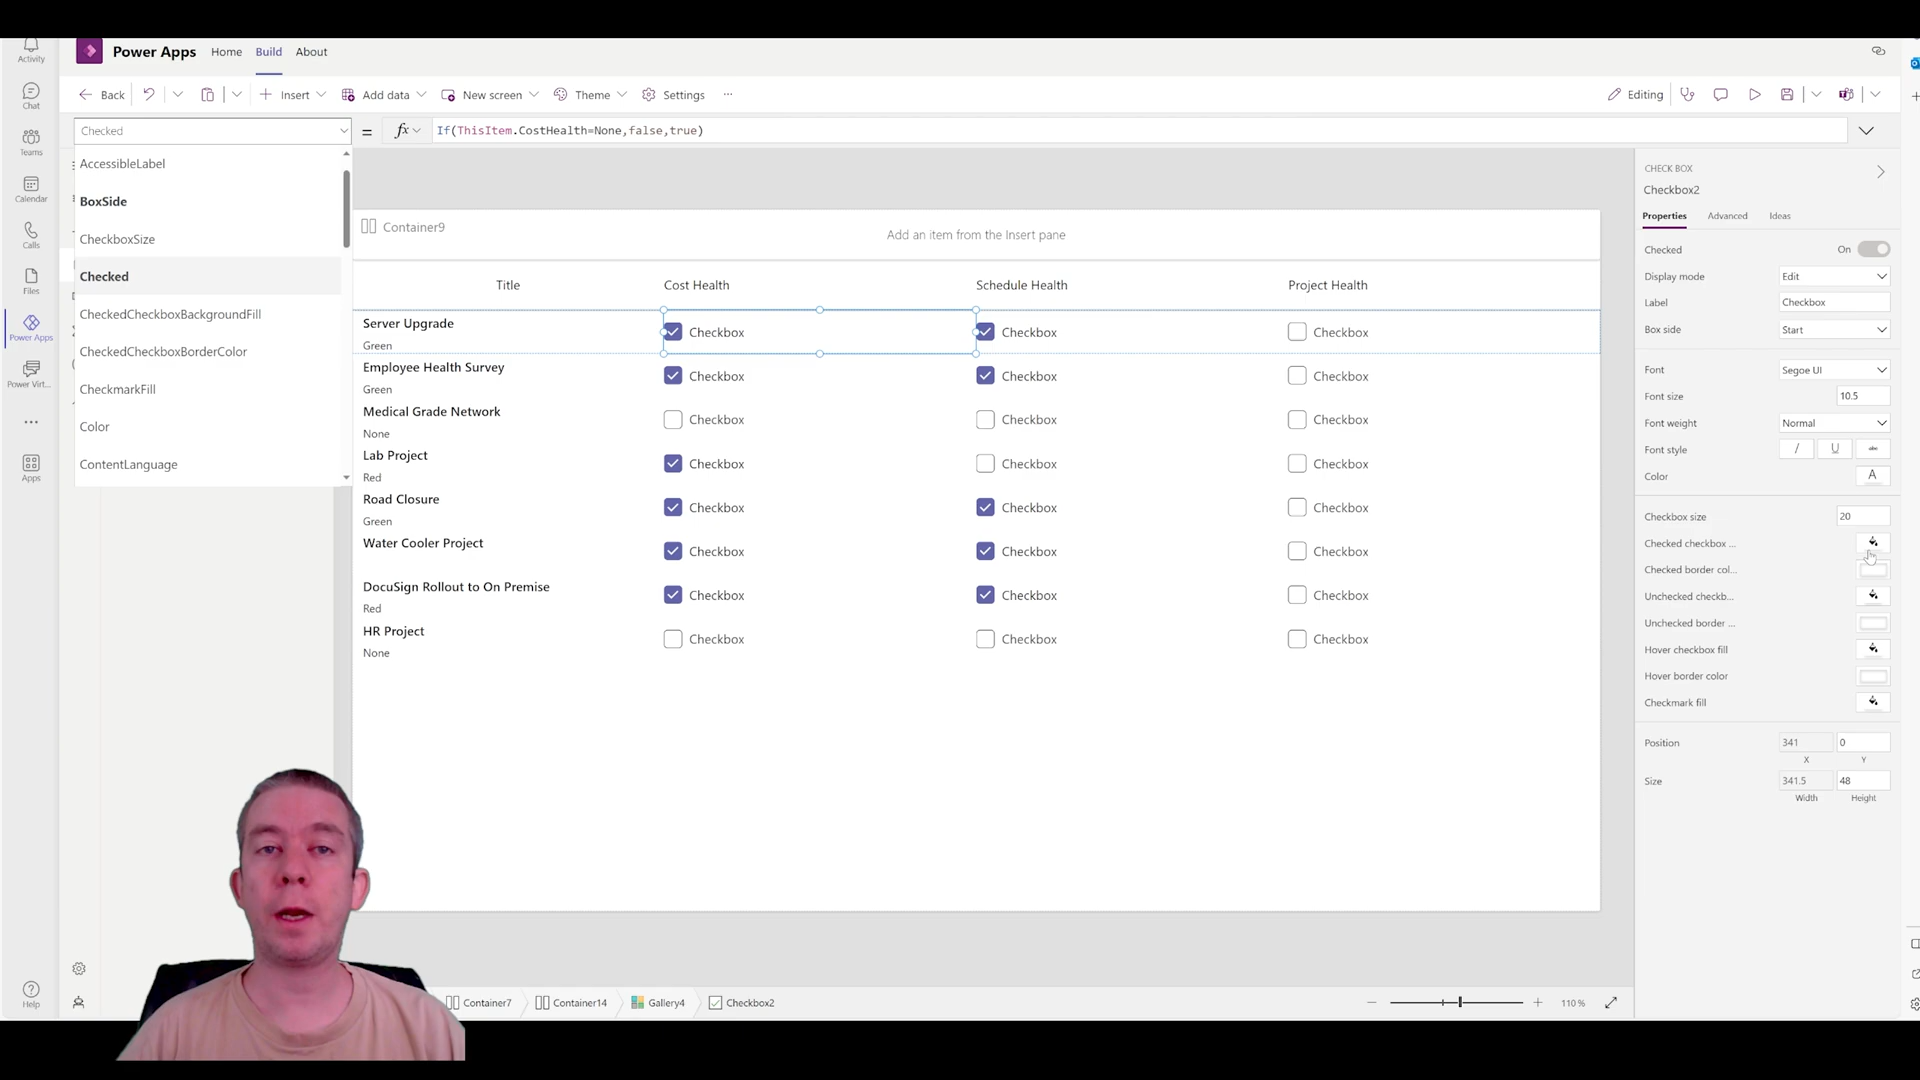 Activity
Chat
Teams
Calendar
Calls
Files
Power Apps
Power Virt...
Apps
Help
Power Apps Home Build About
Back Insert Add data New screen Theme Settings ... Editing
Checked = fx If(ThisItem.CostHealth=None,false,true)
AccessibleLabel
BoxSide
CheckboxSize
Checked
CheckedCheckboxBackgroundFill
CheckedCheckboxBorderColor
CheckmarkFill
Color
ContentLanguage
Container9
Add an item from the Insert pane
Title Cost Health Schedule Health Project Health
Server Upgrade
Green
Checkbox Checkbox Checkbox
Employee Health Survey
Green
Checkbox Checkbox Checkbox
Medical Grade Network
None
Checkbox Checkbox Checkbox
Lab Project
Red
Checkbox Checkbox Checkbox
Road Closure
Green
Checkbox Checkbox Checkbox
Water Cooler Project
Checkbox Checkbox Checkbox
DocuSign Rollout to On Premise
Red
Checkbox Checkbox Checkbox
HR Project
None
Checkbox Checkbox Checkbox
CHECK BOX
Checkbox2
Properties Advanced Ideas
Checked On
Display mode Edit
Label Checkbox
Box side Start
Font Segoe UI
Font size 10.5
Font weight Normal
Font style / U abc
Color A
Checkbox size 20
Checked checkbox ...
Checked border col...
Unchecked checkb...
Unchecked border ...
Hover checkbox fill
Hover border color
Checkmark fill
Position 341 0
X Y
Size 341.5 48
Width Height
Container7 Container14 Gallery4 Checkbox2
110 %